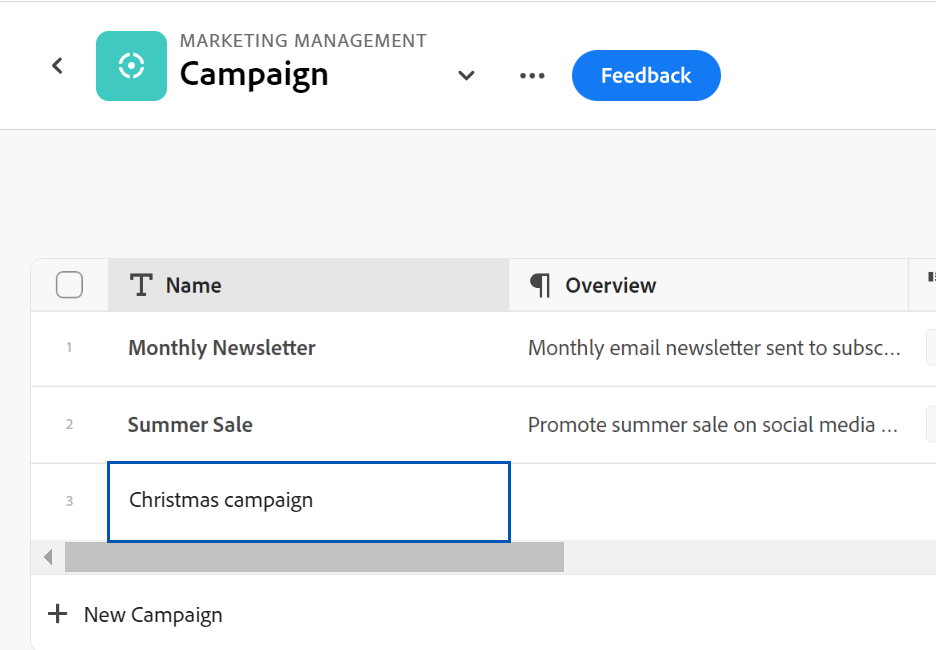 MARKETING MANAGEMENT
Campaign
Feedback
Name
Overview
1
Monthly Newsletter
Monthly email newsletter sent to subsc...
2
Summer Sale
Promote summer sale on social media ...
3
Christmas campaign
New Campaign